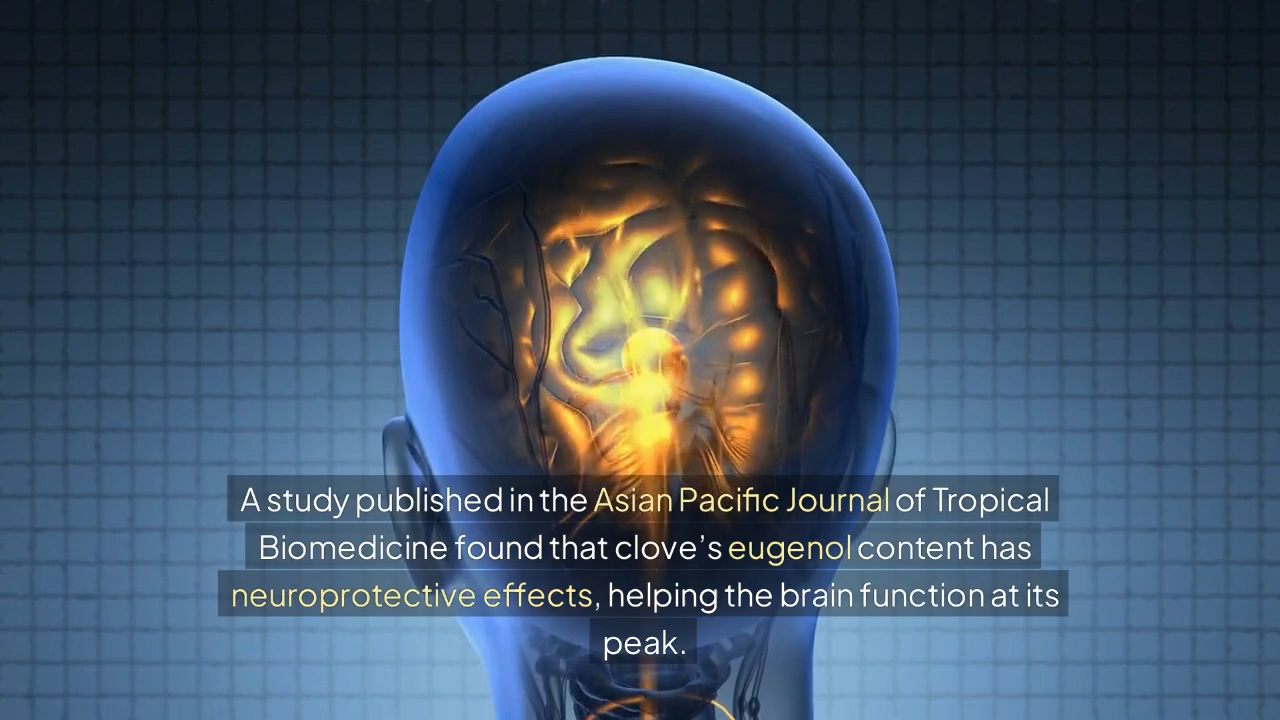 A study published in the Asian Pacific Journal of Tropical
Biomedicine found that clove’s eugenol content has
neuroprotective effects, helping the brain function at its
peak.